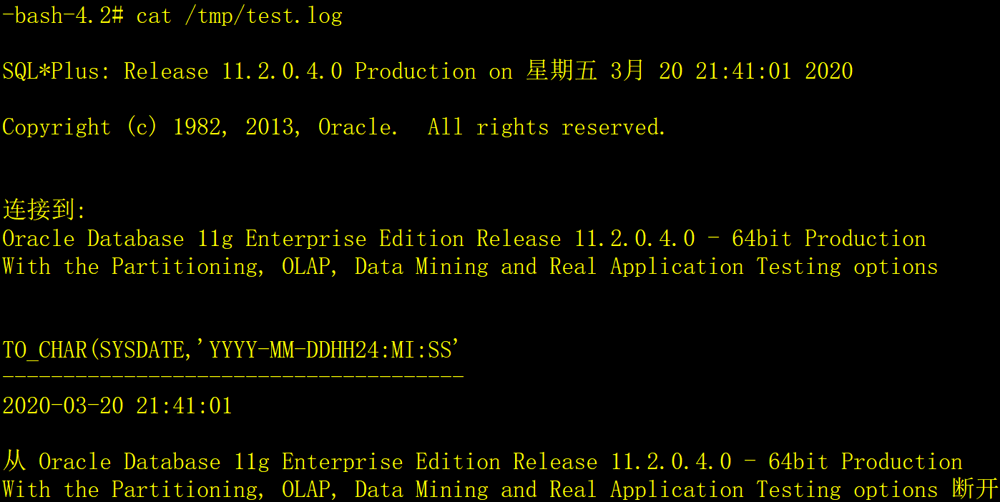 -bash-4.2# cat /tmp/test.log
SQL*Plus: Release 11.2.0.4.0 Production on 星期五 3月 20 21:41:01 2020
Copyright (c) 1982, 2013, Oracle.  All rights reserved.
连接到:
Oracle Database 11g Enterprise Edition Release 11.2.0.4.0 - 64bit Production
With the Partitioning, OLAP, Data Mining and Real Application Testing options
TO_CHAR(SYSDATE,'YYYY-MM-DDHH24:MI:SS'
--------------------------------------
2020-03-20 21:41:01
从 Oracle Database 11g Enterprise Edition Release 11.2.0.4.0 - 64bit Production
With the Partitioning, OLAP, Data Mining and Real Application Testing options 断开